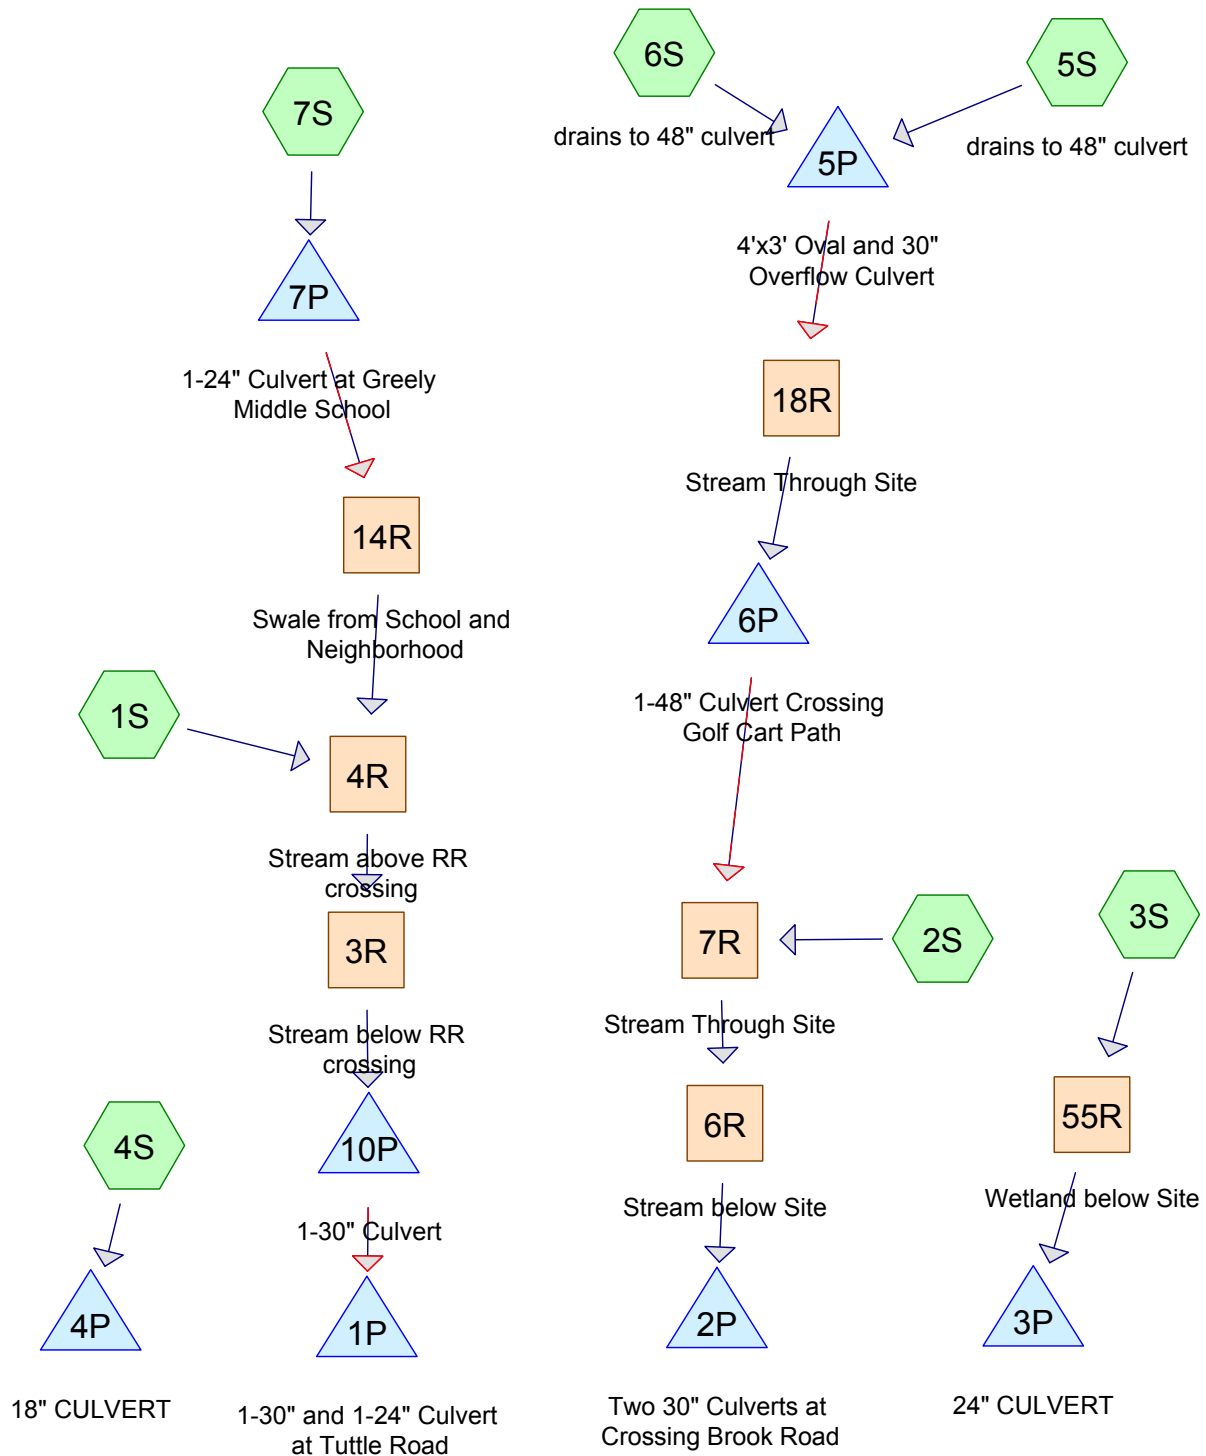 6S
5S
7S
drains to 48" culvert
drains to 48" culvert
5P
4'x3' Oval and 30"
Overflow Culvert
7P
1-24" Culvert at Greely
Middle School
18R
Stream Through Site
14R
Swale from School and
Neighborhood
6P
1-48" Culvert Crossing
Golf Cart Path
1S
4R
Stream above RR
crossing
3R
Stream below RR
crossing
7R
2S
3S
Stream Through Site
6R
55R
4S
10P
1-30" Culvert
Stream below Site
Wetland below Site
4P
1P
2P
3P
18" CULVERT
1-30" and 1-24" Culvert
at Tuttle Road
Two 30" Culverts at
Crossing Brook Road
24" CULVERT